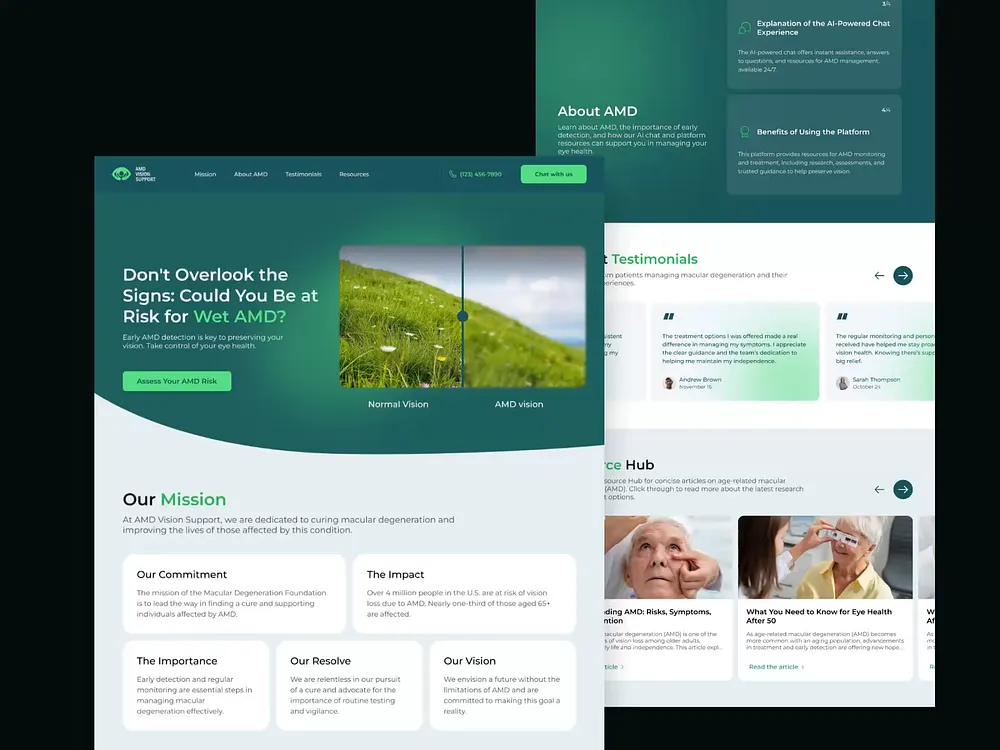 AMD
VISION
SUPPORT
Mission
About AMD
Testimonials
Resources
(123) 456-7890
Chat with us
Don't Overlook the
Signs: Could You Be at
Risk for Wet AMD?
Early AMD detection is key to preserving your
vision. Take control of your eye health.
Assess Your AMD Risk
Normal Vision
AMD vision
Our Mission
At AMD Vision Support, we are dedicated to curing macular degeneration and
improving the lives of those affected by this condition.
Our Commitment
The mission of the Macular Degeneration Foundation
is to lead the way in finding a cure and supporting
individuals affected by AMD.
The Impact
Over 4 million people in the U.S. are at risk of vision
loss due to AMD. Nearly one-third of those aged 65+
are affected.
The Importance
Early detection and regular
monitoring are essential steps in
managing macular
degeneration effectively.
Our Resolve
We are relentless in our pursuit
of a cure and advocate for the
importance of routine testing
and vigilance.
Our Vision
We envision a future without the
limitations of AMD and are
committed to making this goal a
reality.
About AMD
Learn about AMD, the importance of early
detection, and how our AI chat and platform
resources can support you in managing your
eye health.
3/4
Explanation of the AI-Powered Chat
Experience
The AI-powered chat offers instant assistance, answers
to questions, and resources for AMD management,
available 24/7.
4/4
Benefits of Using the Platform
This platform provides resources for AMD monitoring
and treatment, including research, assessments, and
trusted guidance to help preserve vision.
t Testimonials
m patients managing macular degeneration and their
periences.
sistent
my
g my
The treatment options I was offered made a real
difference in managing my symptoms. I appreciate
the clear guidance and the team's dedication to
helping me maintain my independence.
Andrew Brown
November 15
The regular monitoring and person
received have helped me stay proa
vision health. Knowing there's supp
big relief.
Sarah Thompson
October 24
rce Hub
source Hub for concise articles on age-related macular
(AMD). Click through to read more about the latest research
t options.
ding AMD: Risks, Symptoms,
ntion
acular degeneration (AMD) is one of the
s of vision loss among older adults,
y life and independence. This article expl...
ticle
What You Need to Know for Eye Health
After 50
As age-related macular degeneration (AMD) becomes
more common with an aging population, advancements
in treatment and early detection are offering new hope...
Read the article
W
Af
As